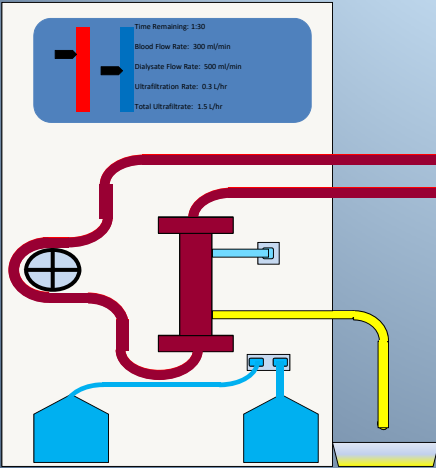 Time Remaining: 1:30
Blood Flow Rate: 300 ml/min
Dialysate Flow Rate: 500 ml/min
Ultrafiltration Rate: 0.3 L/hr
Total Ultrafiltrate: 1.5 L/hr